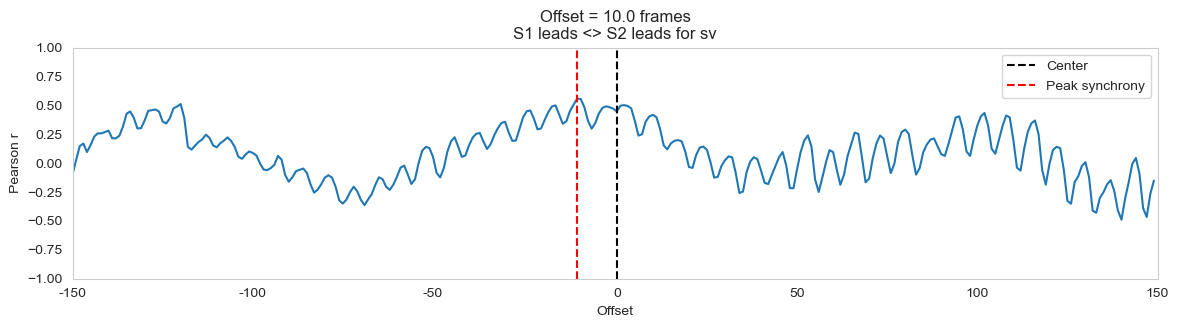 Offset = 10.0 frames
S1 leads <> S2 leads for sv
1.00
0.75
0.50
0.25
0.00
−0.25
−0.50
−0.75
−1.00
Pearson r
Center
Peak synchrony
-150
-100
-50
0
50
100
150
Offset